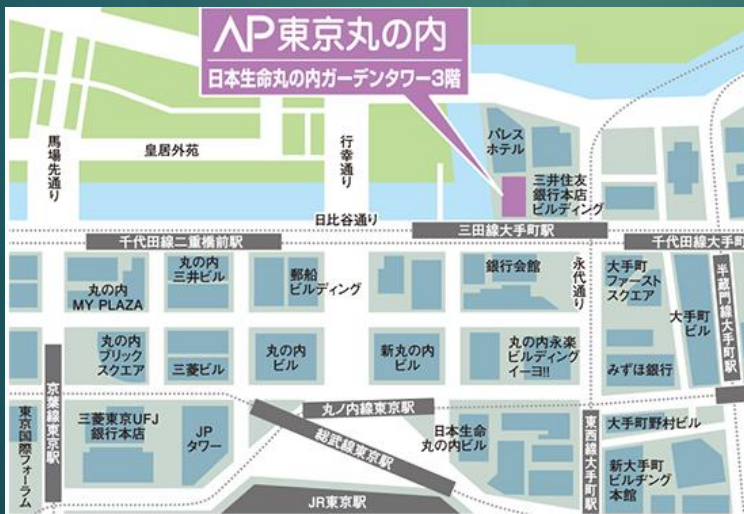 AP東京丸の内
日本生命丸の内ガーデンタワー3階
馬場先通り
皇居外苑
行幸通り
パレス
ホテル
三井住友
銀行本店
ビルディング
日比谷通り
三田線大手町駅
千代田線二重橋前駅
千代田線大手町
丸の内
MY PLAZA
丸の内
三井ビル
郵船
ビルディング
銀行会館
永代通り
大手町
ファースト
スクエア
大手町
ビル
半蔵門線大手町駅
丸の内
ブリック
スクエア
三菱ビル
丸の内
ビル
新丸の内
ビル
丸の内永楽
ビルディング
イーヨ!!
みずほ銀行
京葉線東京駅
東京国際フォーラム
三菱東京UFJ
銀行本店
JP
タワー
丸ノ内線東京駅
総武線東京駅
日本生命
丸の内ビル
東西線大手町駅
大手町野村ビル
新大手町
ビルヂング
本館
JR東京駅